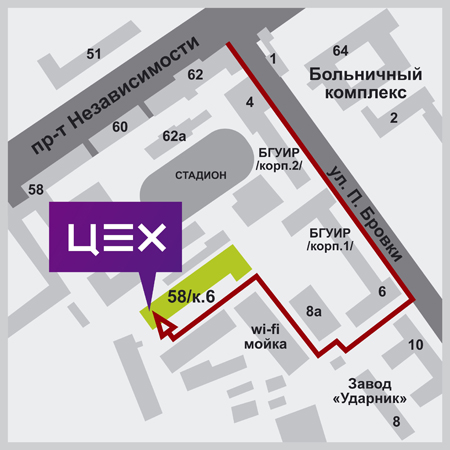 51
пр-т Независимости
62
60
62а
58
64
1
Больничный
комплекс
4
2
БГУИР
/корп.2/
СТАДИОН
ул. П. Бровки
ЦЕХ
БГУИР
/корп.1/
58/к.6
6
8а
wi-fi
мойка
10
Завод
«Ударник»
8